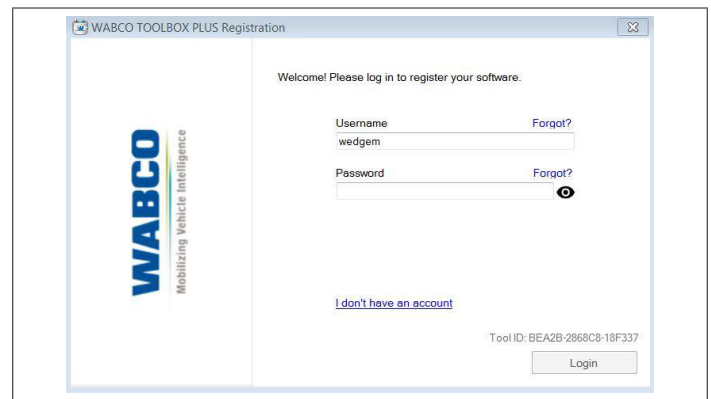 WABCO TOOLBOX PLUS Registration
Welcome! Please log in to register your software.
Username Forgot?
wedgem
Password Forgot?
WABCO
Mobilizing Vehicle Intelligence
I don't have an account
Tool ID: BEA2B-2868C8-18F337
Login